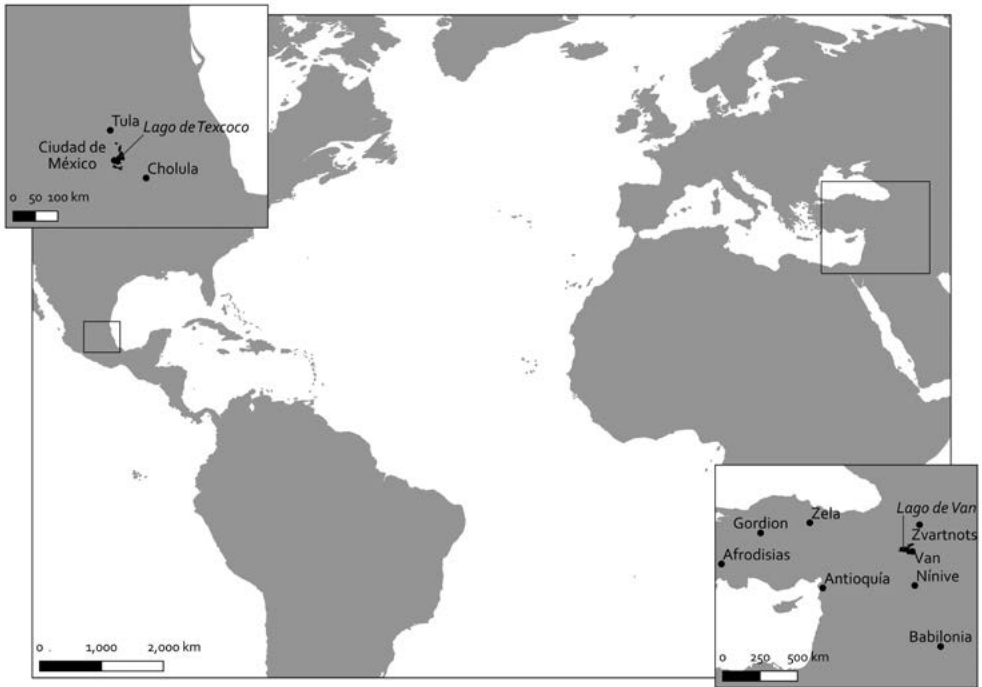 Tula
Lago de Texcoco
Ciudad de
México
Cholula
0 50 100 km
Lago de Van
Zela
Gordion
Zvartnots
Afrodisias
Van
Antioquía
Nínive
Babilonia
0 250 500 km
0 1,000 2,000 km